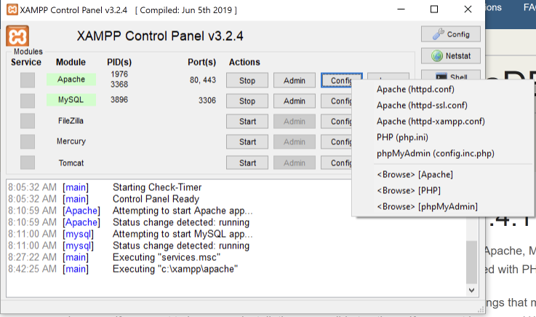 XAMPP Control Panel v3.2.4   [ Compiled: Jun 5th 2019 ]
XAMPP Control Panel v3.2.4
Config
Netstat
Shell
Modules
Service Module PID(s) Port(s) Actions
Apache 1976 3368 80, 443 Stop Admin Config
MySQL 3896 3306 Stop Admin Config
FileZilla Start Admin Config
Mercury Start Admin Config
Tomcat Start Admin Config
Apache (httpd.conf)
Apache (httpd-ssl.conf)
Apache (httpd-xampp.conf)
PHP (php.ini)
phpMyAdmin (config.inc.php)
<Browse> [Apache]
<Browse> [PHP]
<Browse> [phpMyAdmin]
8:05:32 AM [main] Starting Check-Timer
8:05:32 AM [main] Control Panel Ready
8:10:59 AM [Apache] Attempting to start Apache app...
8:10:59 AM [Apache] Status change detected: running
8:11:00 AM [mysql] Attempting to start MySQL app...
8:11:00 AM [mysql] Status change detected: running
8:27:22 AM [main] Executing "services.msc"
8:42:25 AM [main] Executing "c:\xampp\apache"
ions FA
.4.1
Apache, M
ed with PH
ngs that m